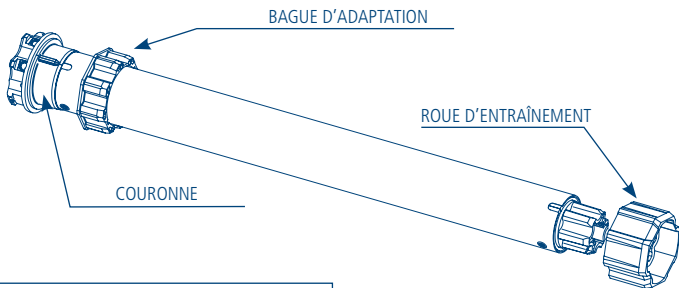 BAGUE D’ADAPTATION
ROUE D’ENTRAÎNEMENT
COURONNE